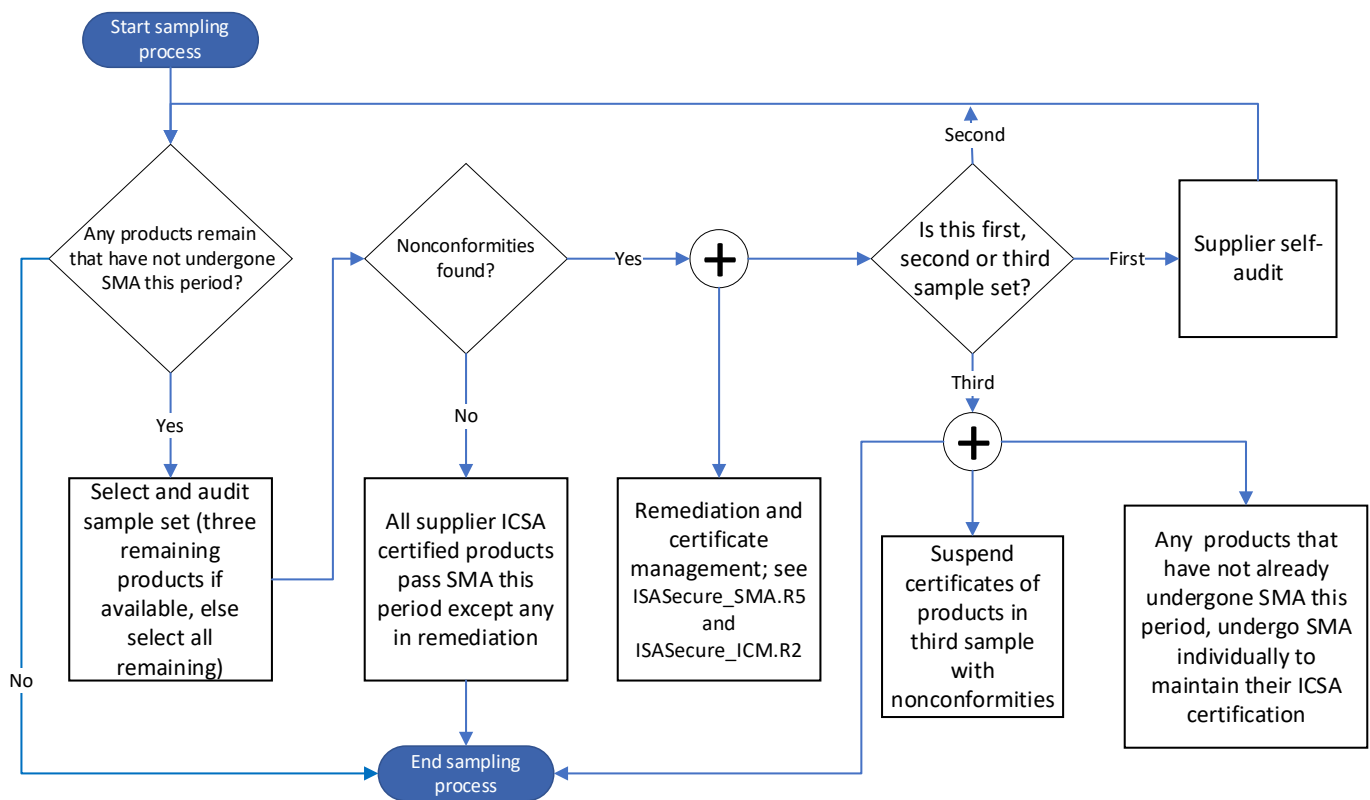 Start sampling
process
Second
Any products remain
that have not undergone
SMA this period?
Nonconformities
found?
Yes
+
Is this first,
second or third
sample set?
First
Supplier self-
audit
Yes
No
Third
+
Select and audit
sample set (three
remaining
products if
available, else
select all
remaining)
All supplier ICSA
certified products
pass SMA this
period except any
in remediation
Remediation and
certificate
management; see
ISASecure_SMA.R5
and
ISASecure_ICM.R2
Suspend
certificates of
products in
third sample
with
nonconformities
Any  products that
have not already
undergone SMA this
period, undergo SMA
individually to
maintain their ICSA
certification
No
End sampling
process